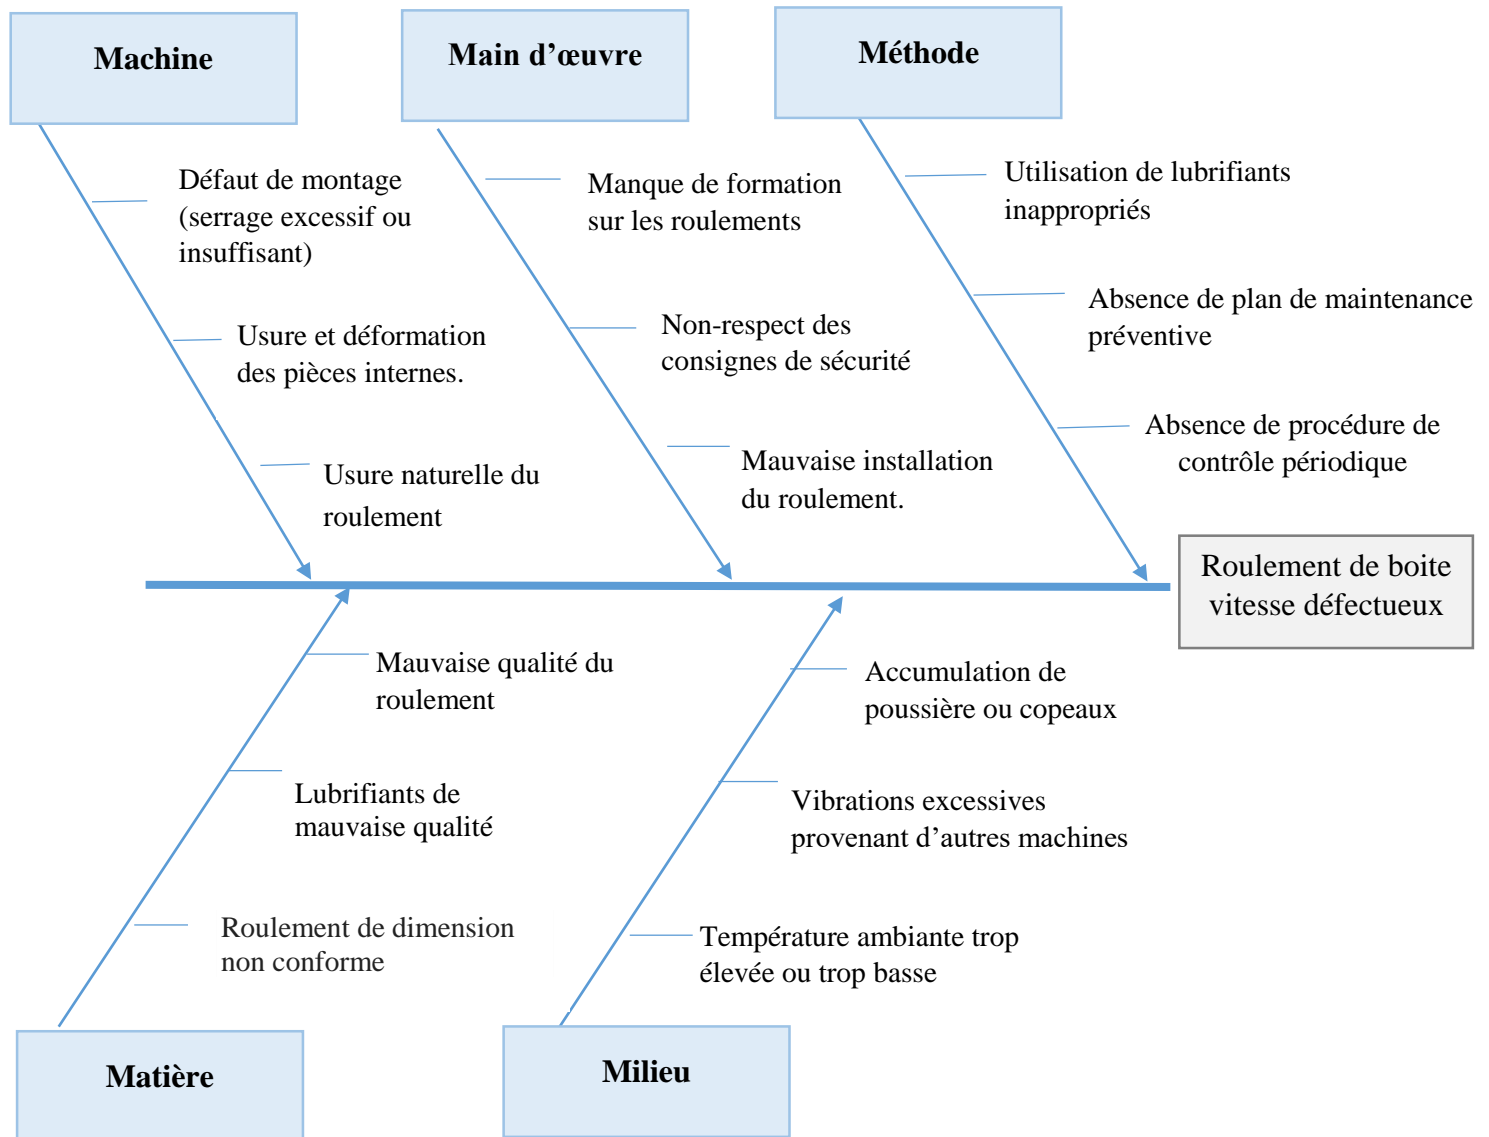 Machine
Main d’œuvre
Méthode
Défaut de montage
(serrage excessif ou
insuffisant)
Usure et déformation
des pièces internes.
Usure naturelle du
roulement
Manque de formation
sur les roulements
Non-respect des
consignes de sécurité
Mauvaise installation
du roulement.
Utilisation de lubrifiants
inappropriés
Absence de plan de maintenance
préventive
Absence de procédure de
contrôle périodique
Roulement de boite
vitesse défectueux
Mauvaise qualité du
roulement
Lubrifiants de
mauvaise qualité
Roulement de dimension
non conforme
Accumulation de
poussière ou copeaux
Vibrations excessives
provenant d’autres machines
Température ambiante trop
élevée ou trop basse
Matière
Milieu